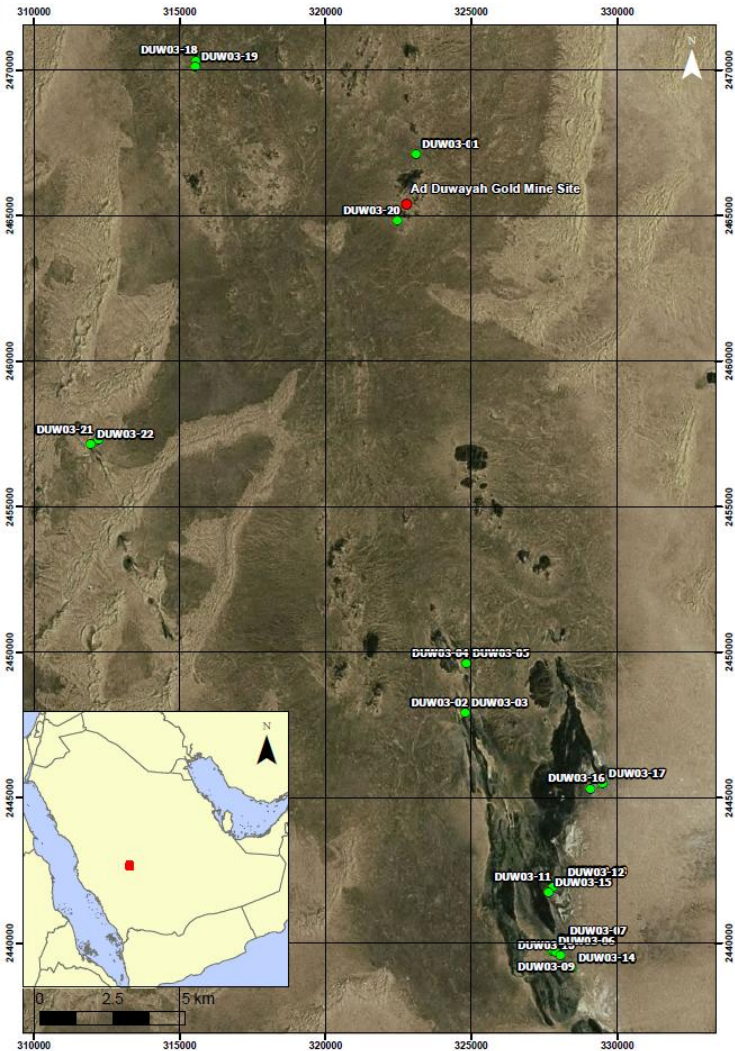 310000 315000 320000 325000 330000
DUW03-18
DUW03-19
2470000 2470000
DUW03-01
Ad Duwayah Gold Mine Site
DUW03-20
2465000 2465000
2460000 2460000
DUW03-21
DUW03-22
2455000 2455000
2450000 2450000
DUW03-04 DUW03-05
DUW03-02 DUW03-03
DUW03-16 DUW03-17
2445000 2445000
DUW03-11
DUW03-15
DUW03-07
DUW03-06
2440000 2440000
DUW03-14
DUW03-09
N
N
0 2.5 5 km
310000 315000 320000 325000 330000